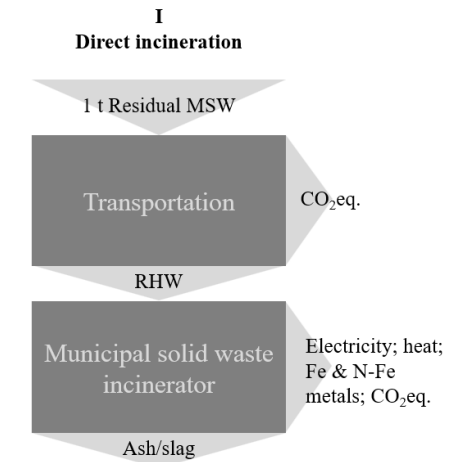 I
Direct incineration
1 t Residual MSW
Transportation
CO₂eq.
RHW
Municipal solid waste
incinerator
Electricity; heat;
Fe & N-Fe
metals; CO₂eq.
Ash/slag